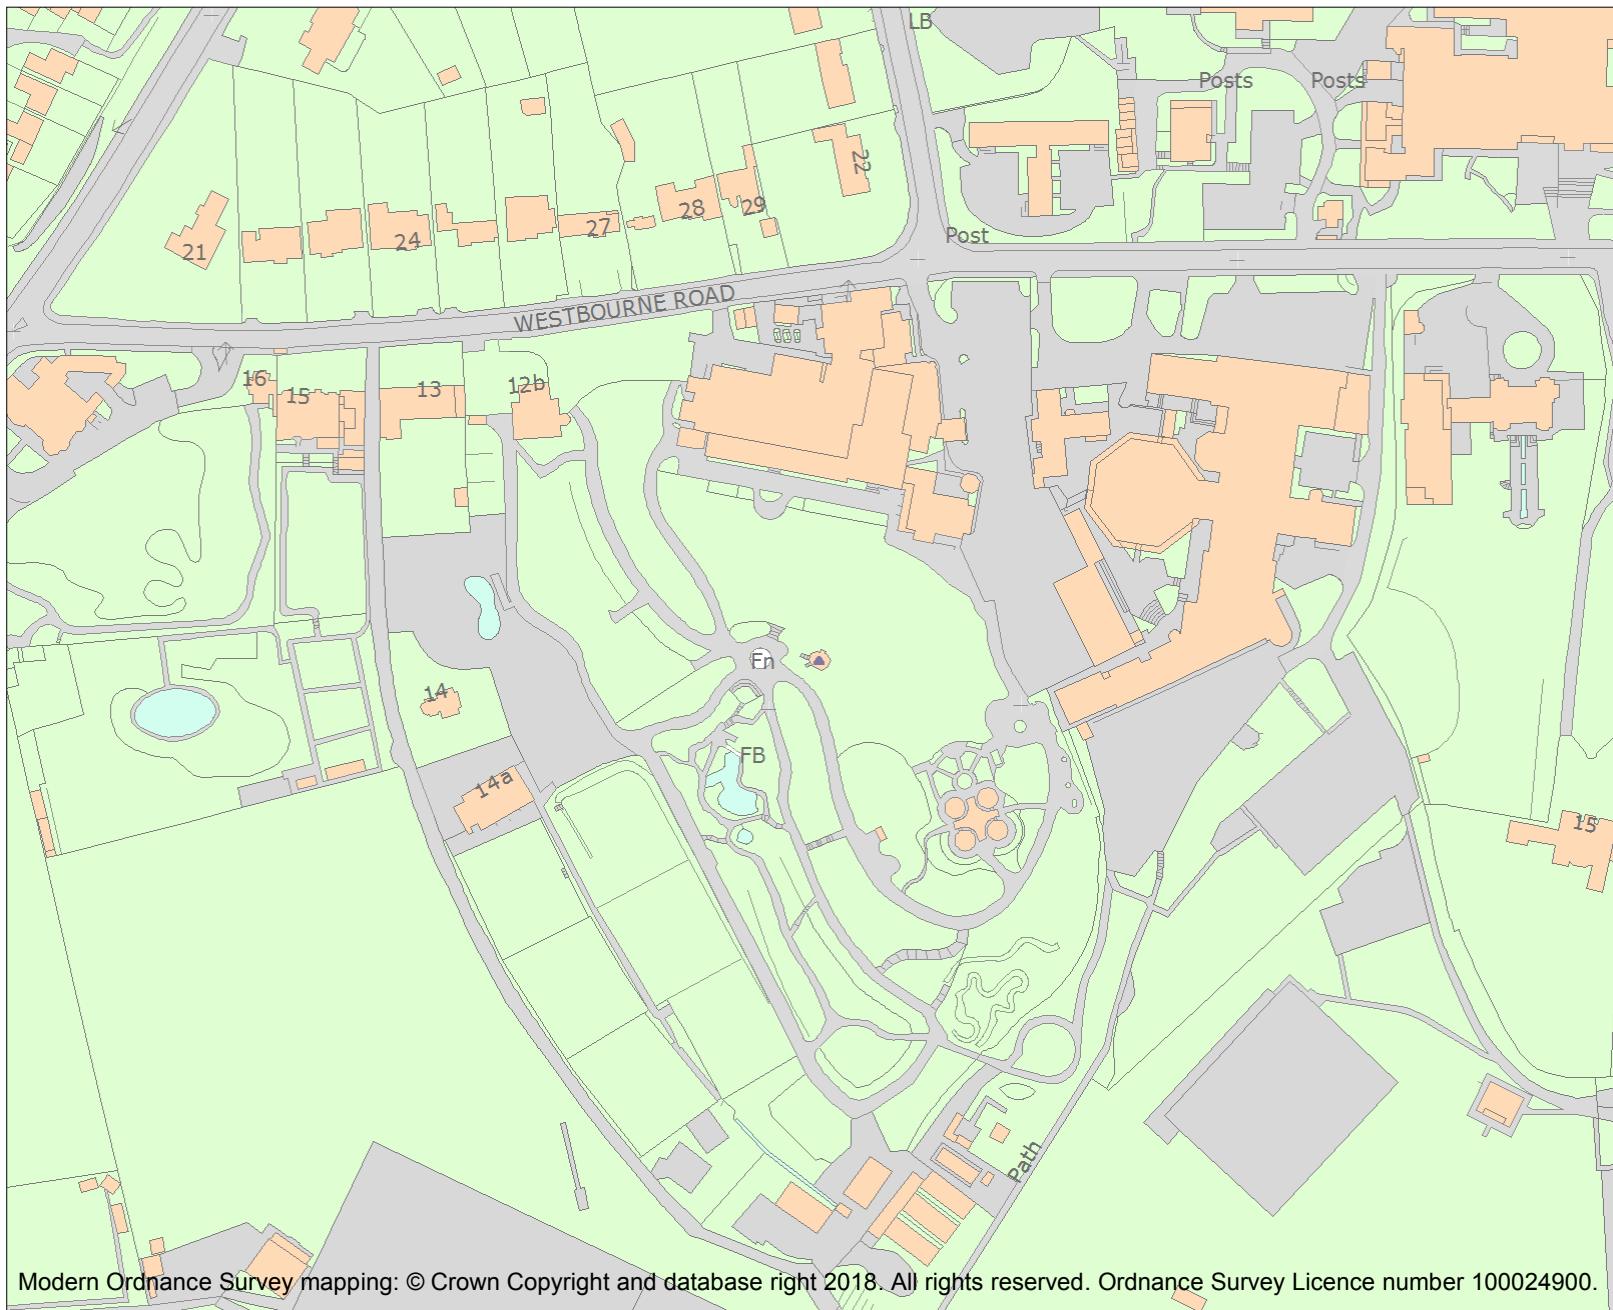 LB
Posts
Posts
22
28
29
27
24
21
Post
WESTBOURNE ROAD
16
15
13
12b
Fn
14
FB
14a
15
Path
Modern Ordnance Survey mapping: © Crown Copyright and database right 2018. All rights reserved. Ordnance Survey Licence number 100024900.